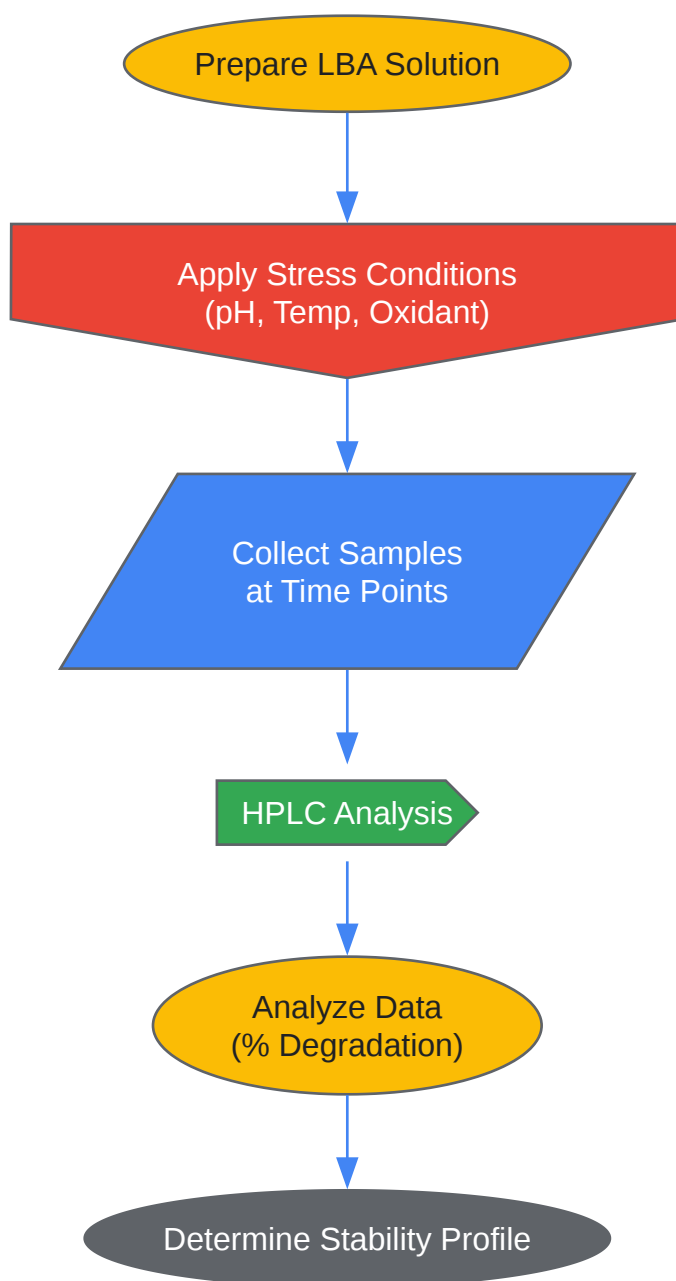 Prepare LBA Solution
Apply Stress Conditions
(pH, Temp, Oxidant)
Collect Samples
at Time Points
HPLC Analysis
Analyze Data
(% Degradation)
Determine Stability Profile